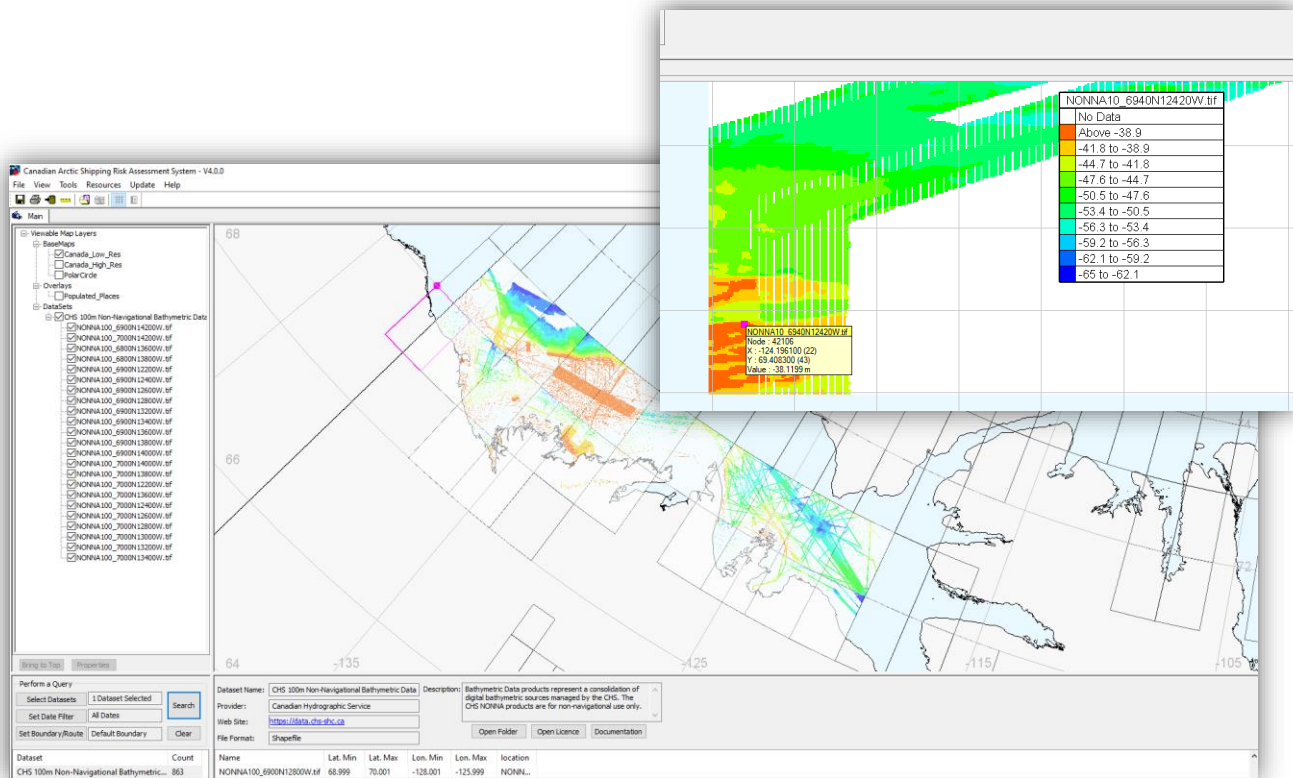 NONNA10_6940N12420W.tif
No Data
Above -38.9
-41.8 to -38.9
-44.7 to -41.8
-47.6 to -44.7
-50.5 to -47.6
-53.4 to -50.5
-56.3 to -53.4
-59.2 to -56.3
-62.1 to -59.2
-65 to -62.1
NONNA10_6940N12420W.tif
Node : 42106
X : -124.196100 (22)
Y : 69.408300 (43)
Value : -38.1199 m
Canadian Arctic Shipping Risk Assessment System - V4.0.0
File View Tools Resources Update Help
Main
Viewable Map Layers
BaseMaps
Canada_Low_Res
Canada_High_Res
PolarCircle
Overlays
Populated_Places
DataSets
CHS 100m Non-Navigational Bathymetric Data
NONNA100_6900N14200W.tif
NONNA100_7000N14200W.tif
NONNA100_6800N13600W.tif
NONNA100_6800N13800W.tif
NONNA100_6900N12200W.tif
NONNA100_6900N12400W.tif
NONNA100_6900N12600W.tif
NONNA100_6900N12800W.tif
NONNA100_6900N13200W.tif
NONNA100_6900N13400W.tif
NONNA100_6900N13600W.tif
NONNA100_6900N13800W.tif
NONNA100_6900N14000W.tif
NONNA100_7000N14000W.tif
NONNA100_7000N13800W.tif
NONNA100_7000N12200W.tif
NONNA100_7000N13600W.tif
NONNA100_7000N12400W.tif
NONNA100_7000N12600W.tif
NONNA100_7000N12800W.tif
NONNA100_7000N13000W.tif
NONNA100_7000N13200W.tif
NONNA100_7000N13400W.tif
68
66
64
-135
-125
-115
-105
72
74
Bring to Top Properties
Perform a Query
Select Datasets 1 Dataset Selected Search
Set Date Filter All Dates
Set Boundary/Route Default Boundary Clear
Dataset Count
CHS 100m Non-Navigational Bathymetric... 863
Dataset Name: CHS 100m Non-Navigational Bathymetric Data
Provider: Canadian Hydrographic Service
Web Site: https://data.chs-shc.ca
File Format: Shapefile
Description: Bathymetric Data products represent a consolidation of
digital bathymetric sources managed by the CHS. The
CHS NONNA products are for non-navigational use only.
Open Folder Open Licence Documentation
Name Lat. Min Lat. Max Lon. Min Lon. Max location
NONNA100_6900N12800W.tif 68.999 70.001 -128.001 -125.999 NONN...